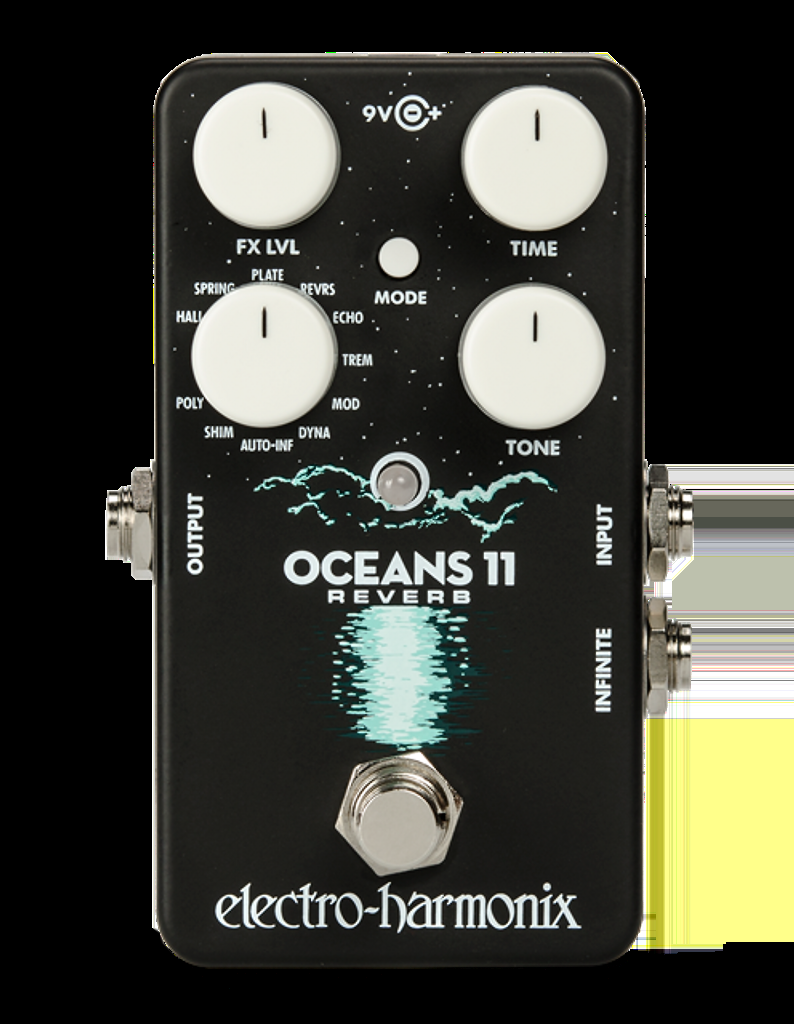 9V - +
FX LVL
TIME
MODE
PLATE
SPRING
REVRS
HALL
ECHO
TREM
POLY
MOD
SHIM
DYNA
AUTO-INF
TONE
OUTPUT
INPUT
OCEANS 11
REVERB
INFINITE
electro-harmonix